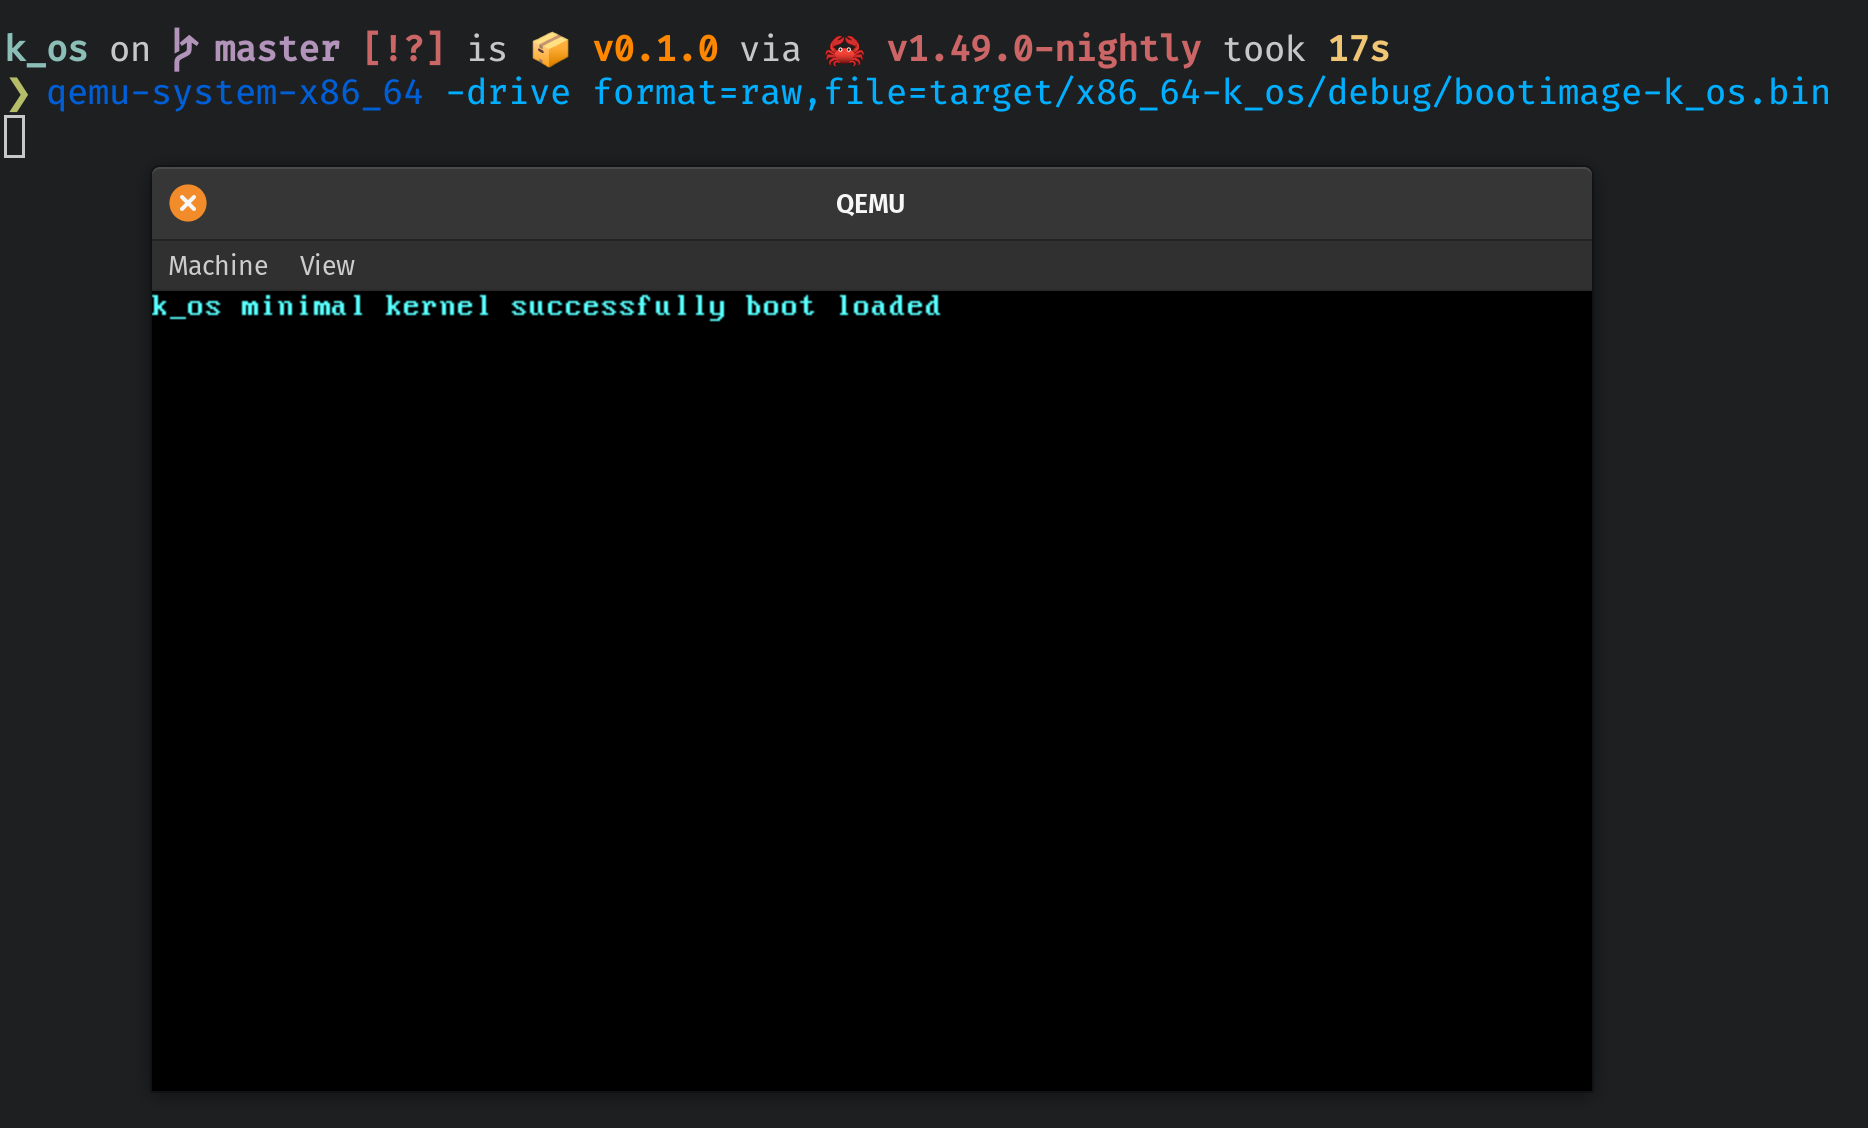 k_os on master [!?] is 📦 v0.1.0 via 🦀 v1.49.0-nightly took 17s
❯ qemu-system-x86_64 -drive format=raw,file=target/x86_64-k_os/debug/bootimage-k_os.bin
QEMU
Machine View
k_os minimal kernel successfully boot loaded